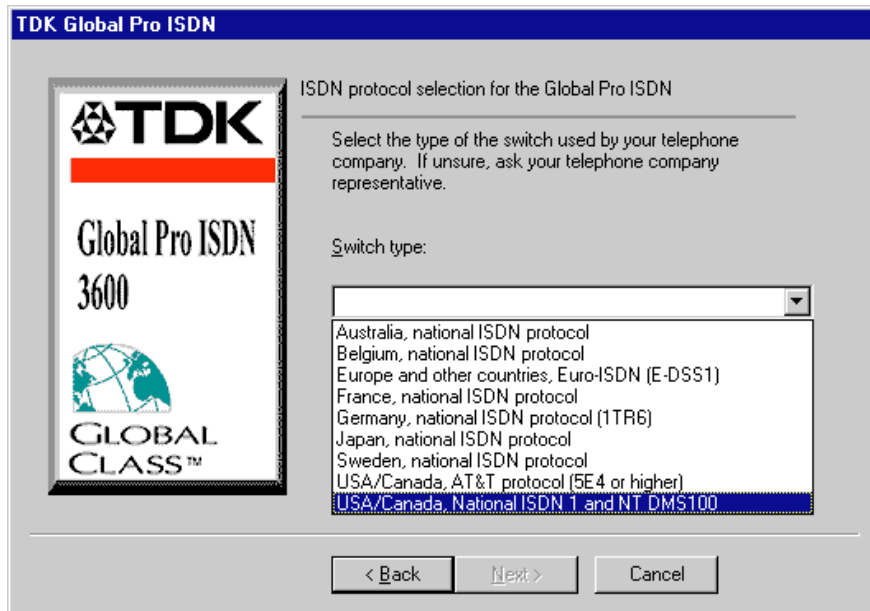 TDK Global Pro ISDN
TDK
Global Pro ISDN
3600
GLOBAL
CLASS™
ISDN protocol selection for the Global Pro ISDN
Select the type of the switch used by your telephone
company. If unsure, ask your telephone company
representative.
Switch type:
Australia, national ISDN protocol
Belgium, national ISDN protocol
Europe and other countries, Euro-ISDN (E-DSS1)
France, national ISDN protocol
Germany, national ISDN protocol (1TR6)
Japan, national ISDN protocol
Sweden, national ISDN protocol
USA/Canada, AT&T protocol (5E4 or higher)
USA/Canada, National ISDN 1 and NT DMS100
< Back
Next >
Cancel